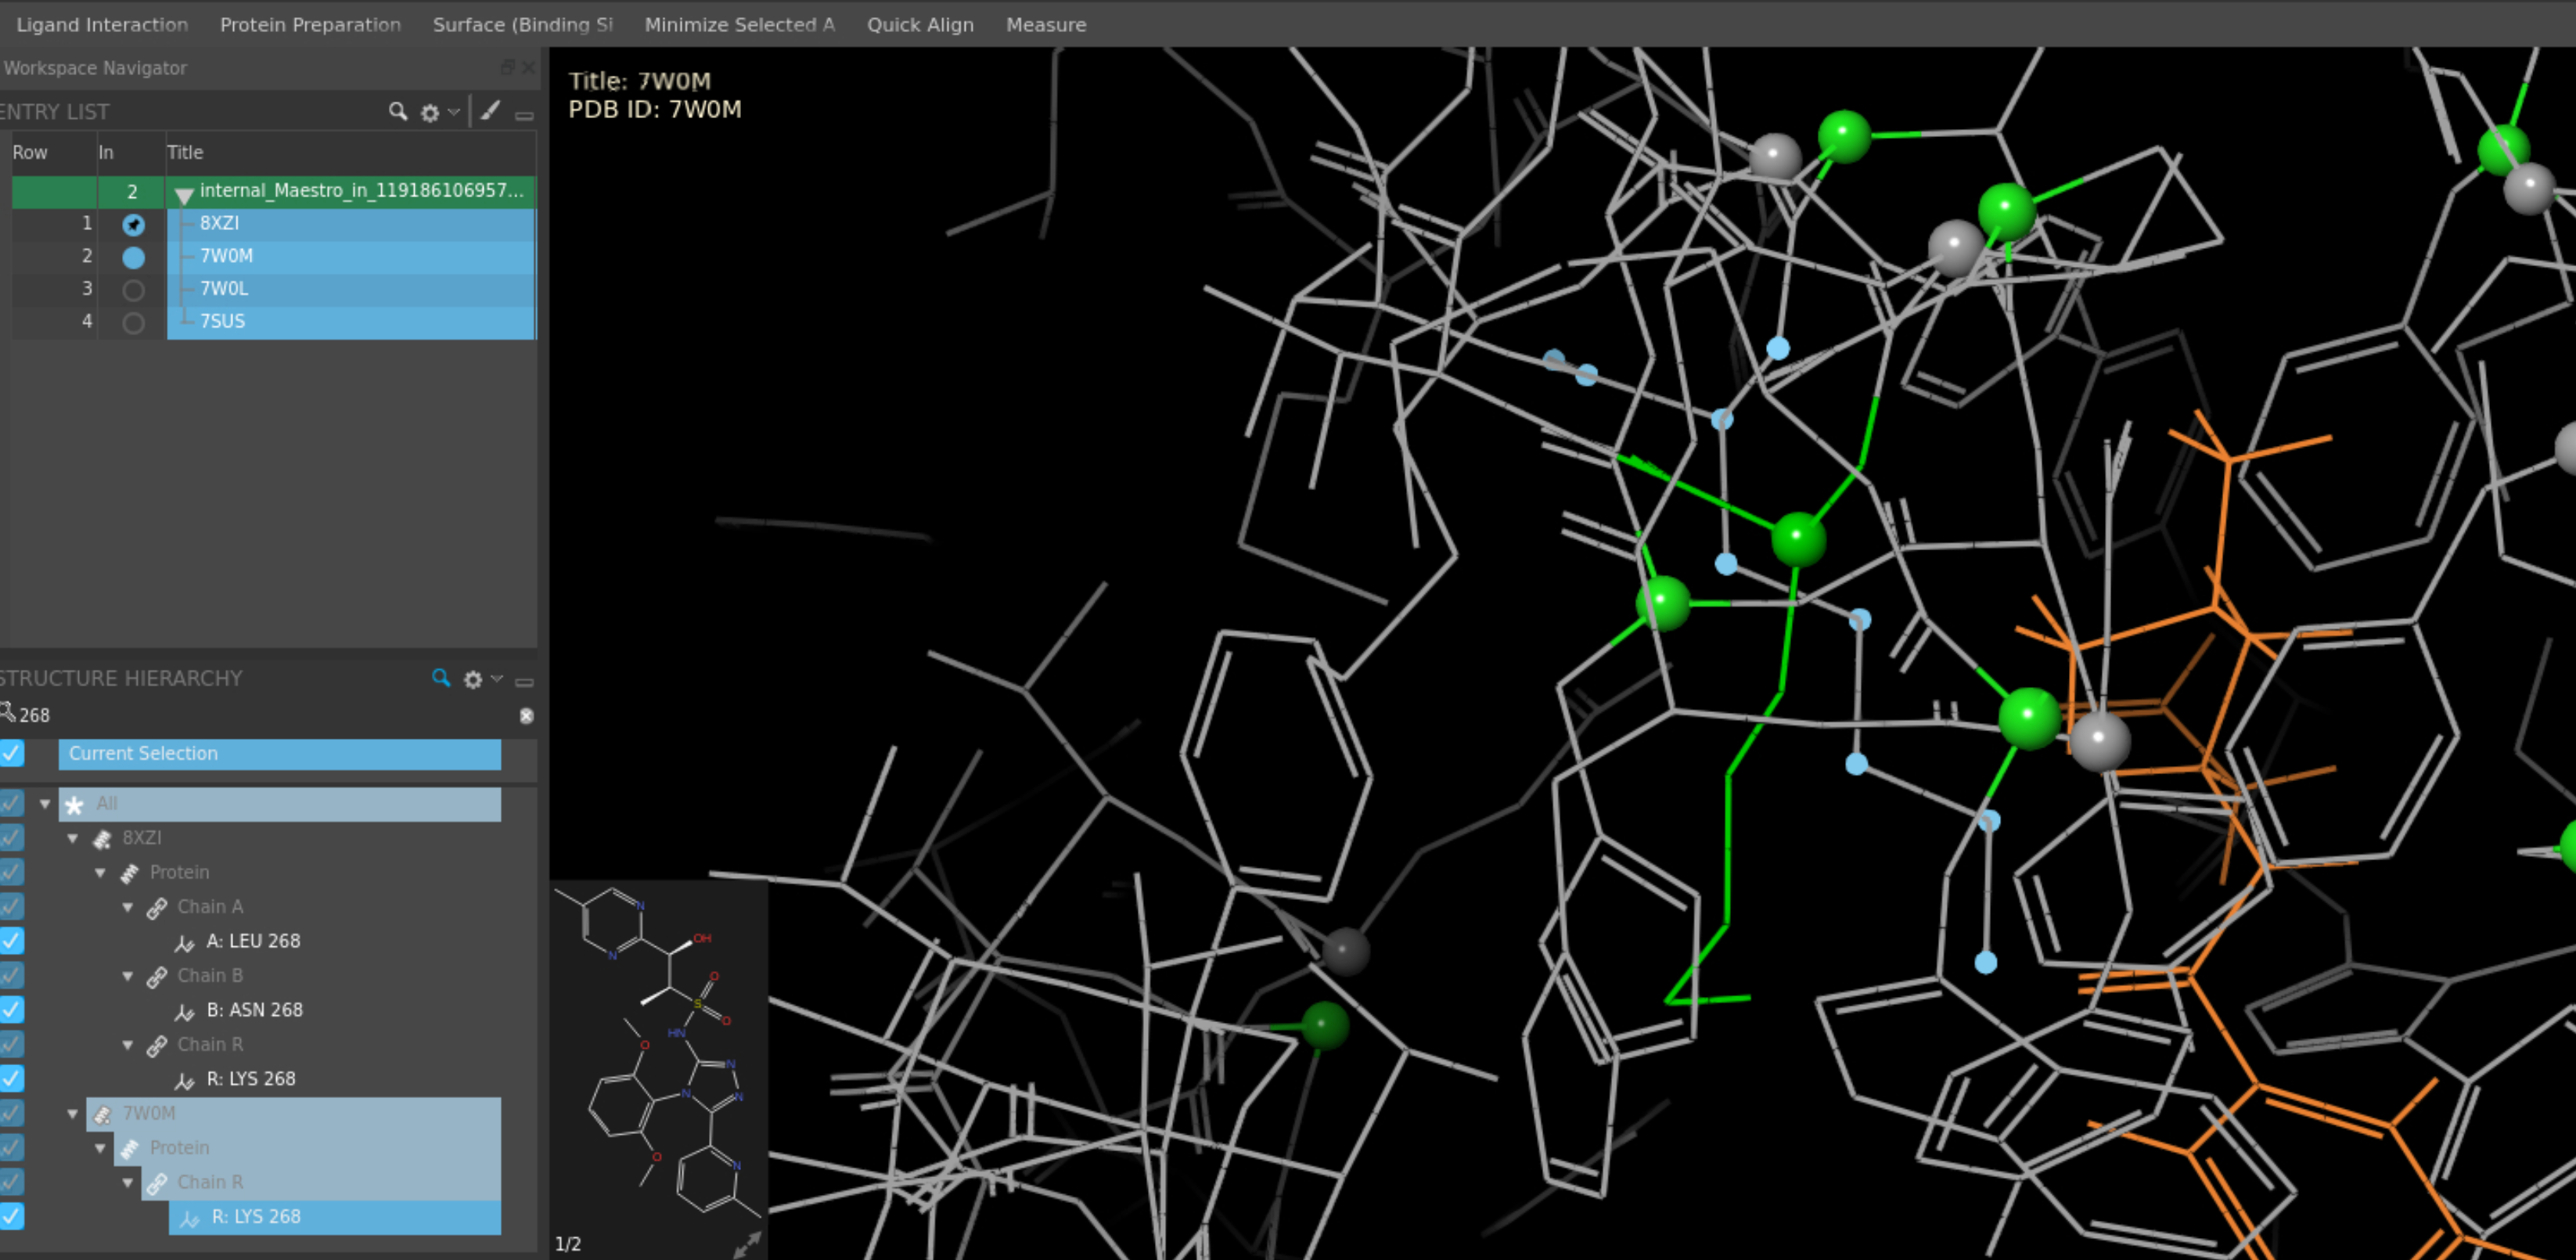 Ligand Interaction Protein Preparation Surface (Binding Si Minimize Selected A Quick Align Measure
Workspace Navigator
ENTRY LIST
Row In Title
2 internal_Maestro_in_119186106957...
1 8XZI
2 7W0M
3 7W0L
4 7SUS
STRUCTURE HIERARCHY
268
Current Selection
All
8XZI
Protein
Chain A
A: LEU 268
Chain B
B: ASN 268
Chain R
R: LYS 268
7W0M
Protein
Chain R
R: LYS 268
Title: 7W0M
PDB ID: 7W0M
N
OH
N
O
S
O
HN
O
N
N
N
O
N
1/2